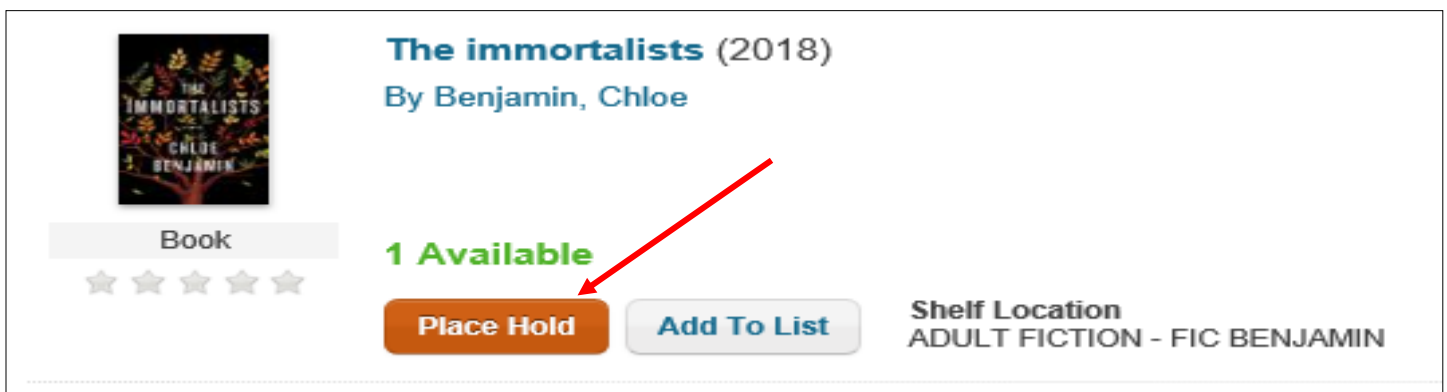 THE
IMMORTALISTS
CHLOE
BENJAMIN
Book
The immortalists (2018)
By Benjamin, Chloe
1 Available
Place Hold
Add To List
Shelf Location
ADULT FICTION - FIC BENJAMIN